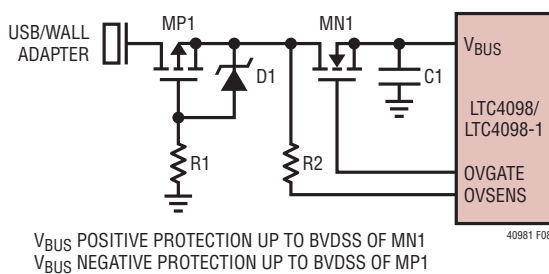 USB/WALL
ADAPTER
MP1
MN1
VBUS
D1
C1
LTC4098/
LTC4098-1
R1
R2
OVGATE
OVSENS
40981 F08
VBUS POSITIVE PROTECTION UP TO BVDSS OF MN1
VBUS NEGATIVE PROTECTION UP TO BVDSS OF MP1